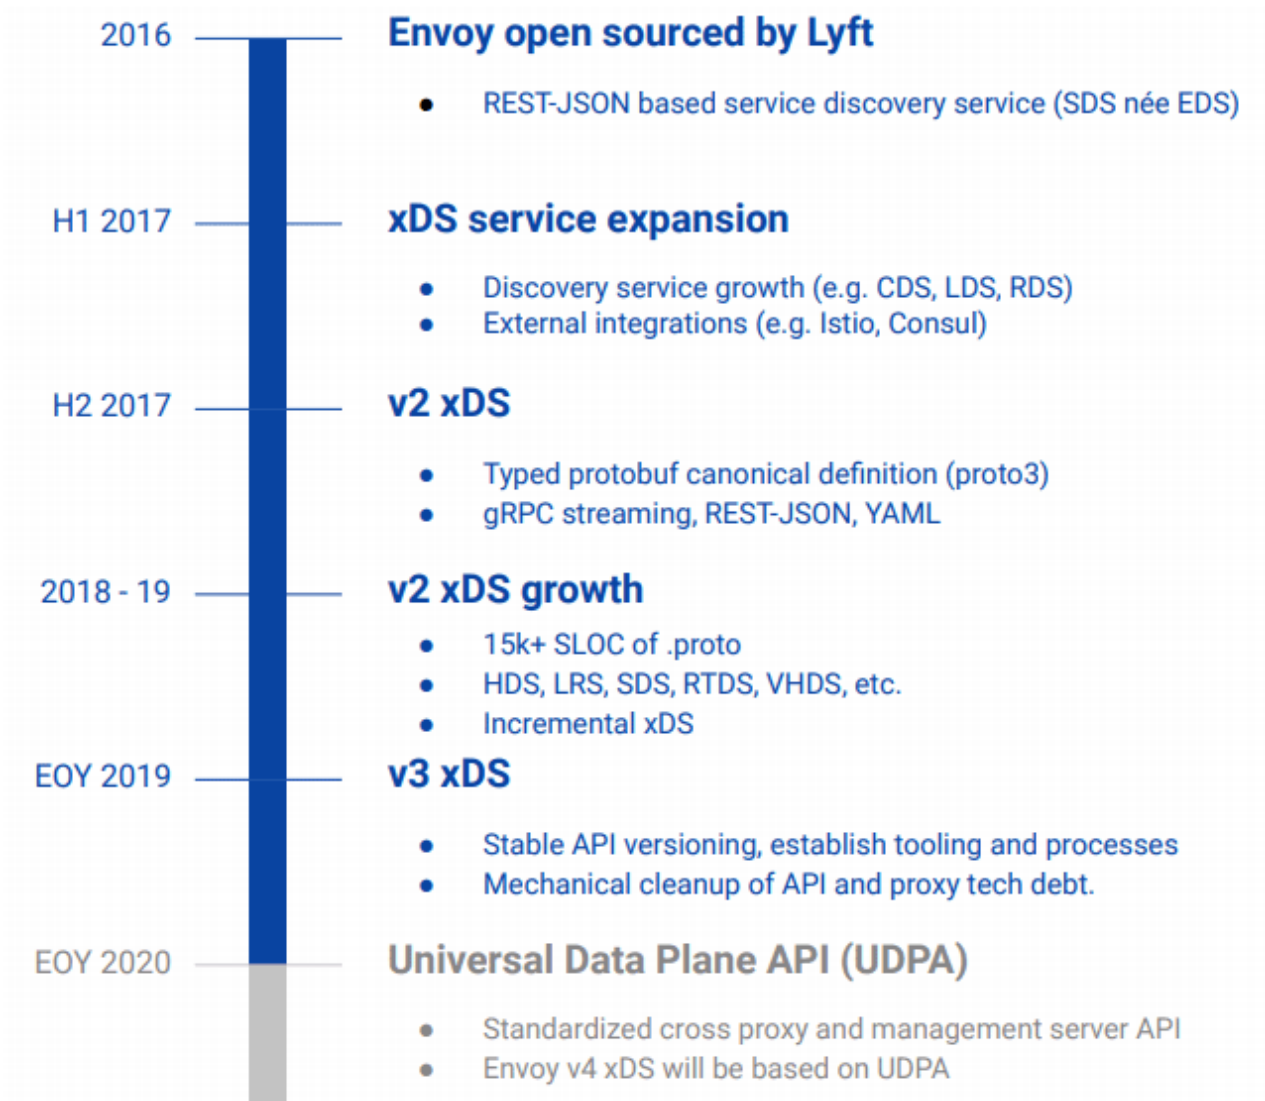 2016
Envoy open sourced by Lyft
● REST-JSON based service discovery service (SDS née EDS)
H1 2017
xDS service expansion
● Discovery service growth (e.g. CDS, LDS, RDS)
● External integrations (e.g. Istio, Consul)
H2 2017
v2 xDS
● Typed protobuf canonical definition (proto3)
● gRPC streaming, REST-JSON, YAML
2018 - 19
v2 xDS growth
● 15k+ SLOC of .proto
● HDS, LRS, SDS, RTDS, VHDS, etc.
● Incremental xDS
EOY 2019
v3 xDS
● Stable API versioning, establish tooling and processes
● Mechanical cleanup of API and proxy tech debt.
EOY 2020
Universal Data Plane API (UDPA)
● Standardized cross proxy and management server API
● Envoy v4 xDS will be based on UDPA